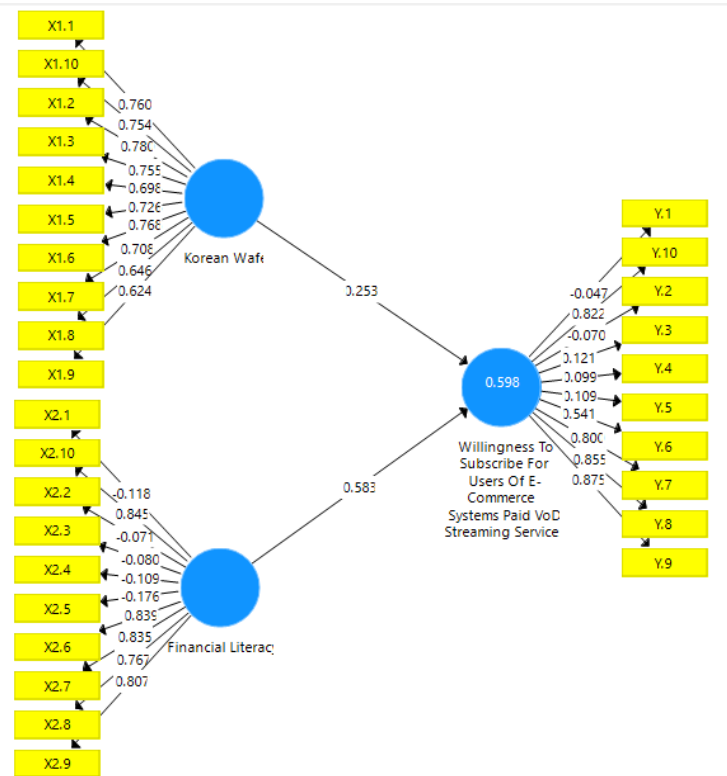 X1.1
X1.10
X1.2
X1.3
X1.4
X1.5
X1.6
X1.7
X1.8
X1.9
0.760
0.754
0.780
0.755
0.698
0.726
0.768
0.708
0.646
0.624
Korean Wafe
0.253
X2.1
X2.10
X2.2
X2.3
X2.4
X2.5
X2.6
X2.7
X2.8
X2.9
-0.118
0.845
-0.071
-0.080
-0.109
-0.176
0.839
0.835
0.767
0.807
Financial Literacy
0.583
0.598
Willingness To
Subscribe For
Users Of E-
Commerce
Systems Paid VoD
Streaming Service
-0.047
0.822
-0.070
0.121
0.099
0.109
0.541
0.800
0.855
0.875
Y.1
Y.10
Y.2
Y.3
Y.4
Y.5
Y.6
Y.7
Y.8
Y.9